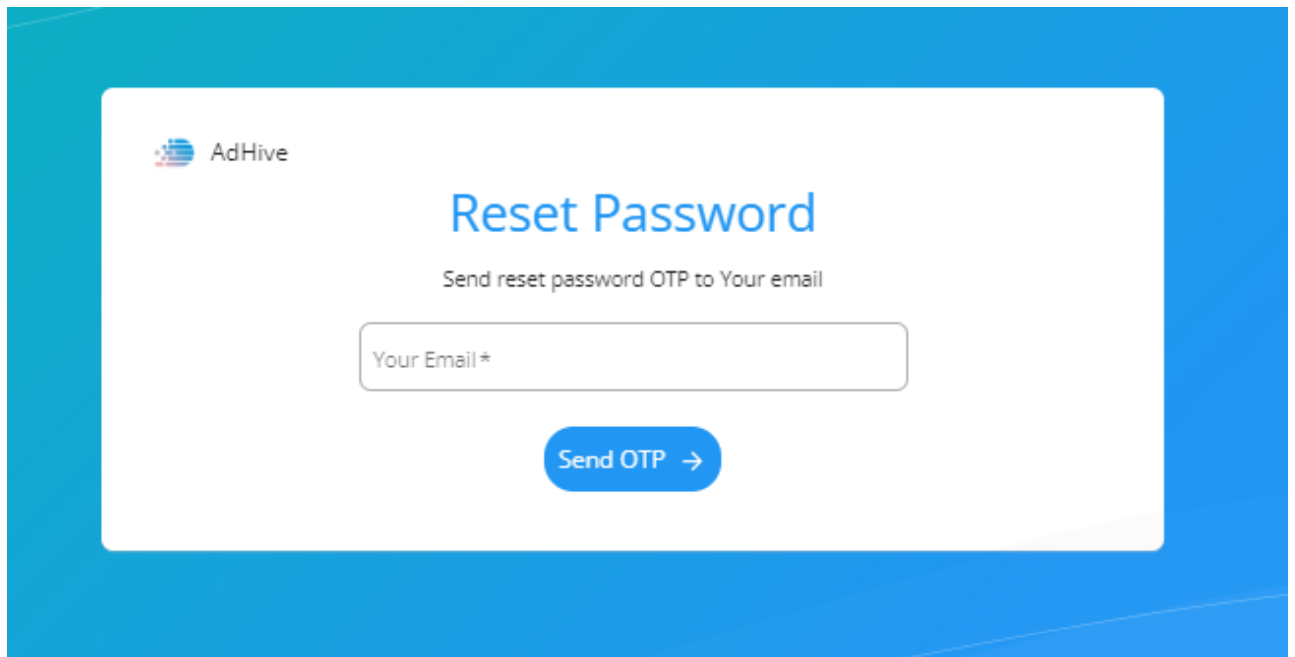 AdHive
Reset Password
Send reset password OTP to Your email
Your Email*
Send OTP →